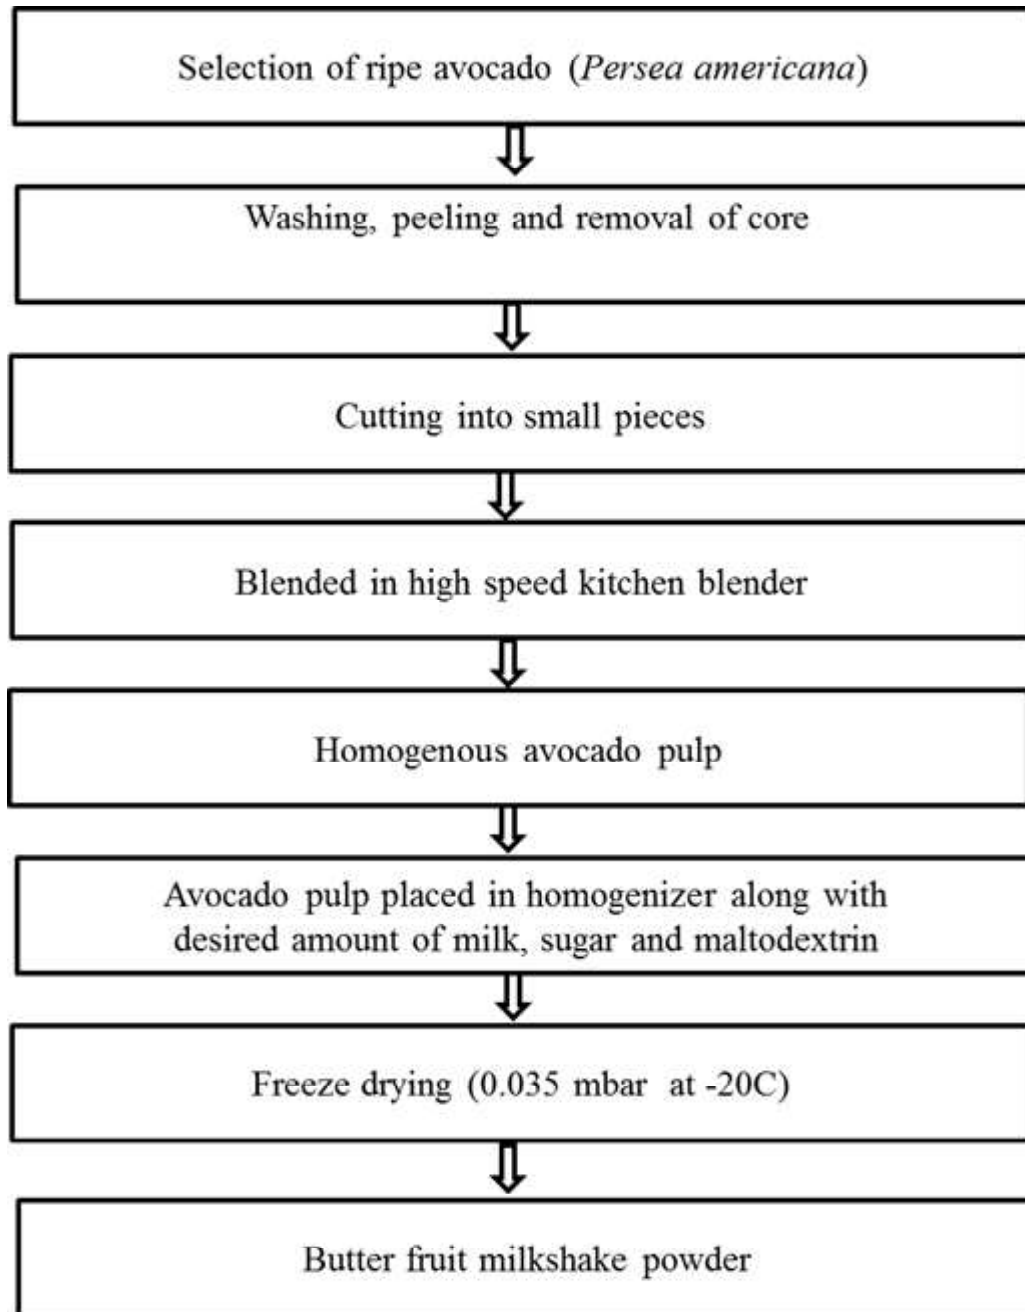 Selection of ripe avocado (Persea americana)
Washing, peeling and removal of core
Cutting into small pieces
Blended in high speed kitchen blender
Homogenous avocado pulp
Avocado pulp placed in homogenizer along with
desired amount of milk, sugar and maltodextrin
Freeze drying (0.035 mbar at -20C)
Butter fruit milkshake powder